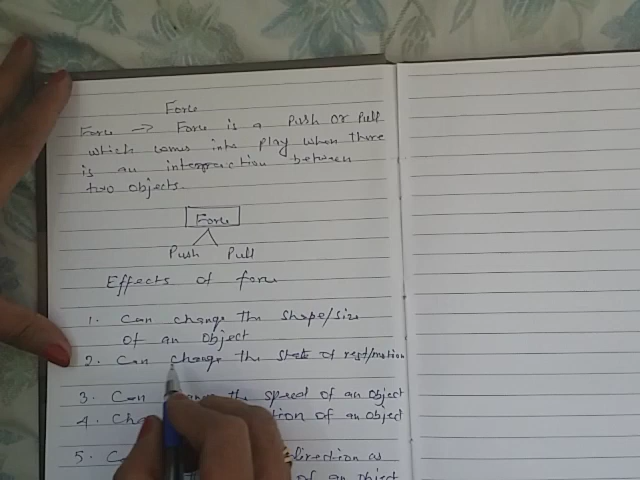 Force
Force → Force is a Push or Pull
which comes into play when there
is an interaction between
two objects.
Force
Push Pull
Effects of force
1. Can change the shape/size
of an object
2. Can change the state of rest/motion
3. the speed of an object
4. of an object
5. direction as
of an object